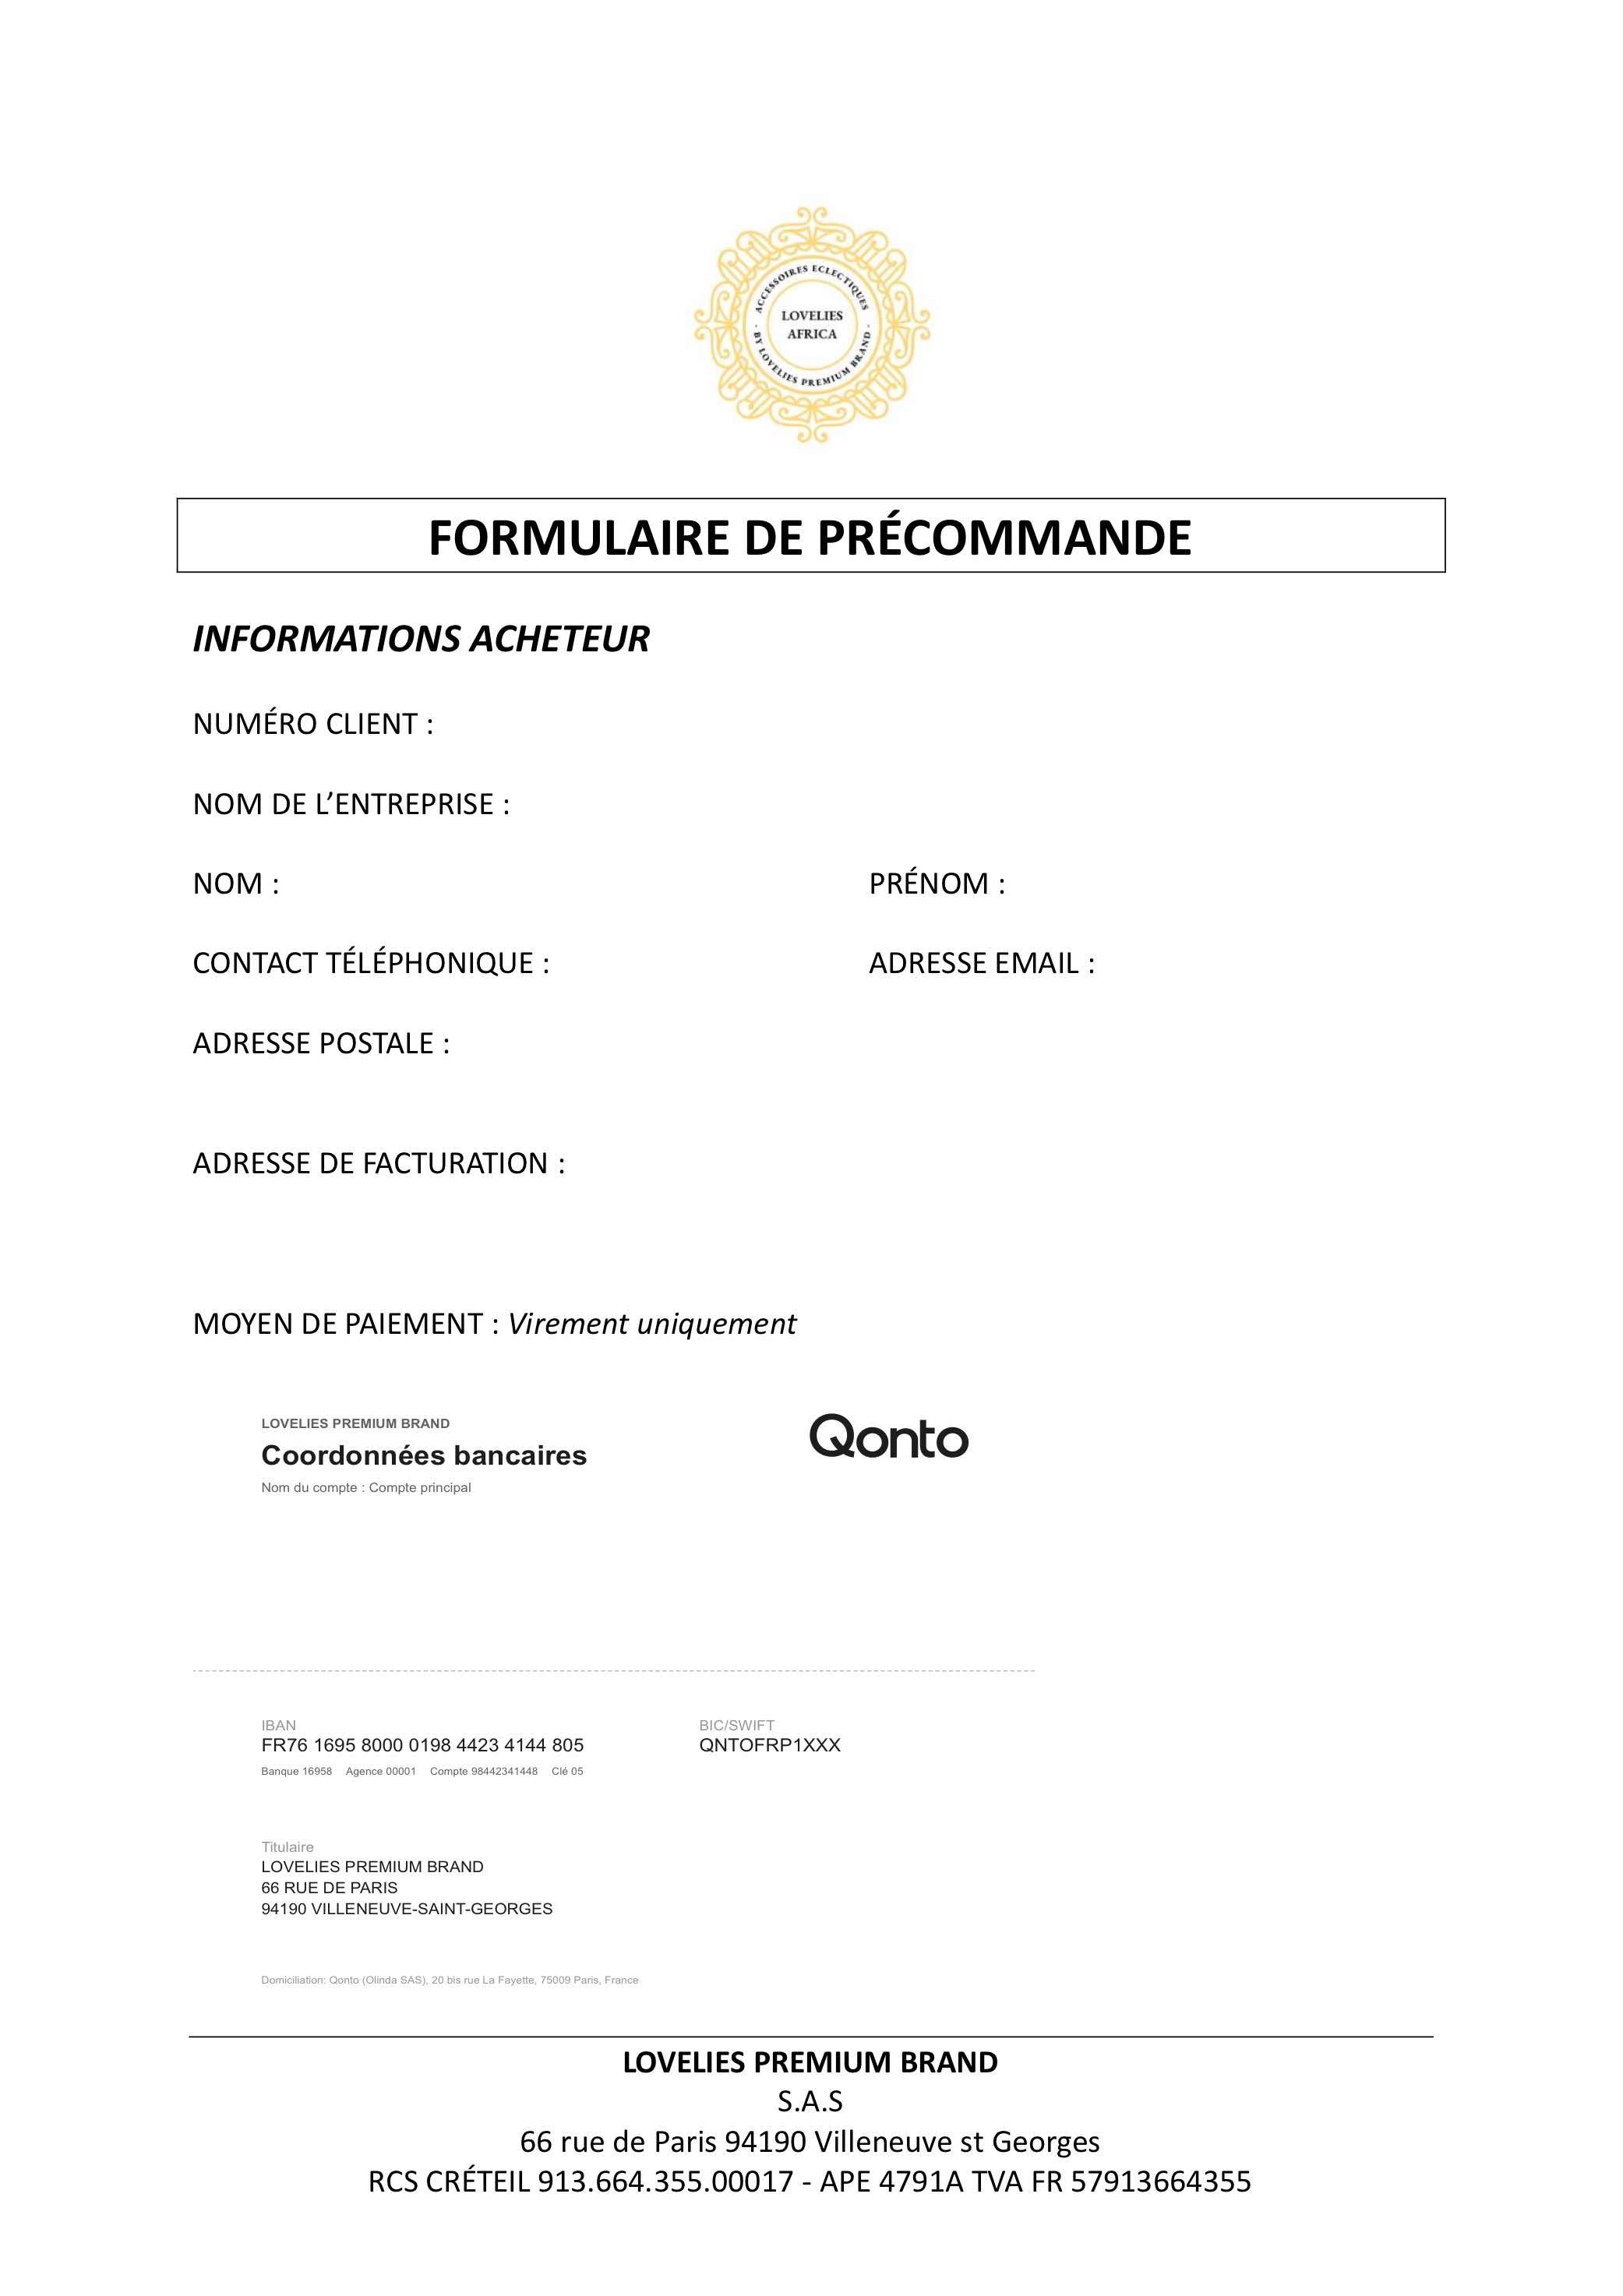 ACCESSOIRES ECLECTIQUES
LOVELIES
AFRICA
- BY LOVELIES PREMIUM BRAND -
FORMULAIRE DE PRÉCOMMANDE
INFORMATIONS ACHETEUR
NUMÉRO CLIENT :
NOM DE L’ENTREPRISE :
NOM : PRÉNOM :
CONTACT TÉLÉPHONIQUE : ADRESSE EMAIL :
ADRESSE POSTALE :
ADRESSE DE FACTURATION :
MOYEN DE PAIEMENT : Virement uniquement
LOVELIES PREMIUM BRAND
Coordonnées bancaires
Qonto
Nom du compte : Compte principal
IBAN BIC/SWIFT
FR76 1695 8000 0198 4423 4144 805 QNTOFRP1XXX
Banque 16958 Agence 00001 Compte 98442341448 Clé 05
Titulaire
LOVELIES PREMIUM BRAND
66 RUE DE PARIS
94190 VILLENEUVE-SAINT-GEORGES
Domiciliation: Qonto (Olinda SAS), 20 bis rue La Fayette, 75009 Paris, France
LOVELIES PREMIUM BRAND
S.A.S
66 rue de Paris 94190 Villeneuve st Georges
RCS CRÉTEIL 913.664.355.00017 - APE 4791A TVA FR 57913664355